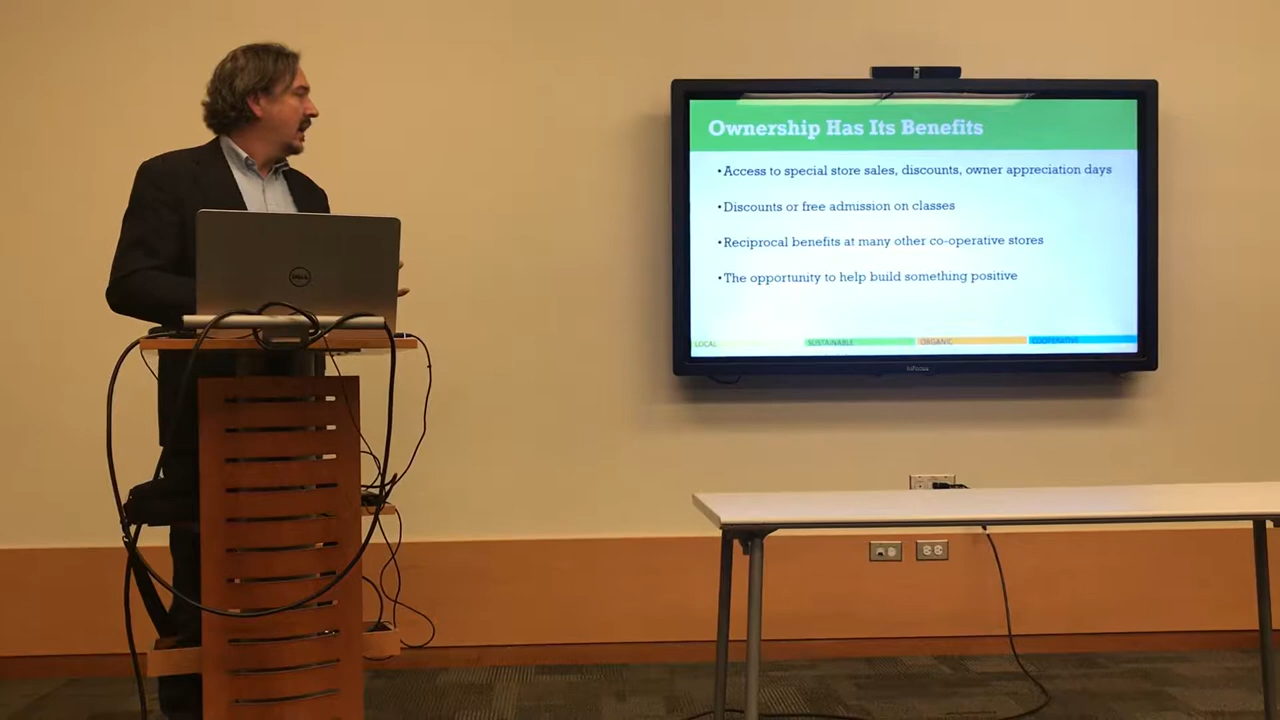 Ownership Has Its Benefits
•Access to special store sales, discounts, owner appreciation days
•Discounts or free admission on classes
•Reciprocal benefits at many other co-operative stores
•The opportunity to help build something positive
LOCAL SUSTAINABLE ORGANIC COOPERATIVE
InFocus
DELL